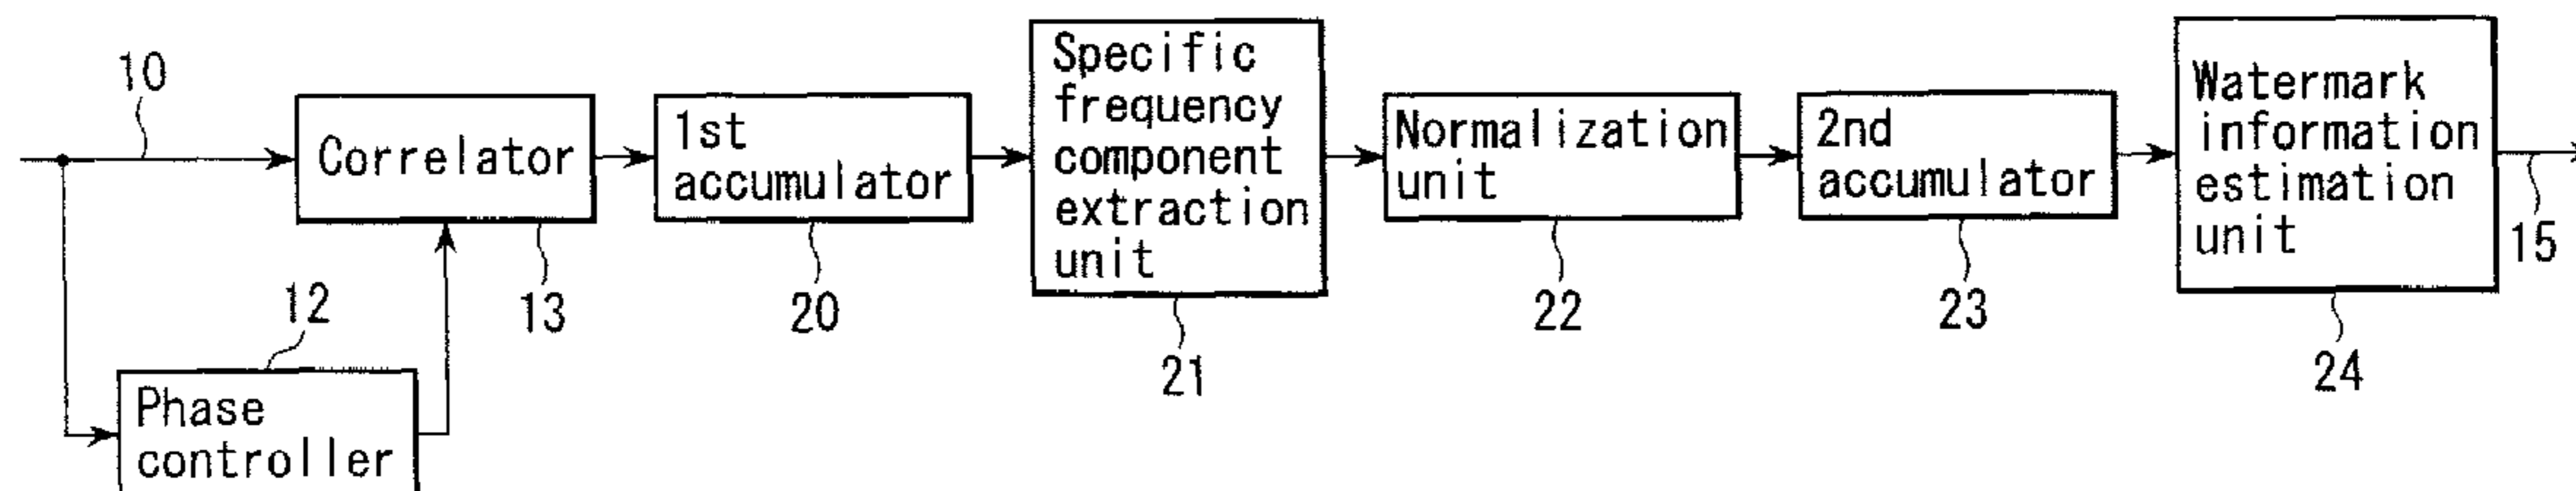 10
Correlator
13
1st
accumulator
20
Specific
frequency
component
extraction
unit
21
Normalization
unit
22
2nd
accumulator
23
Watermark
information
estimation
unit
24
15
12
Phase
controller